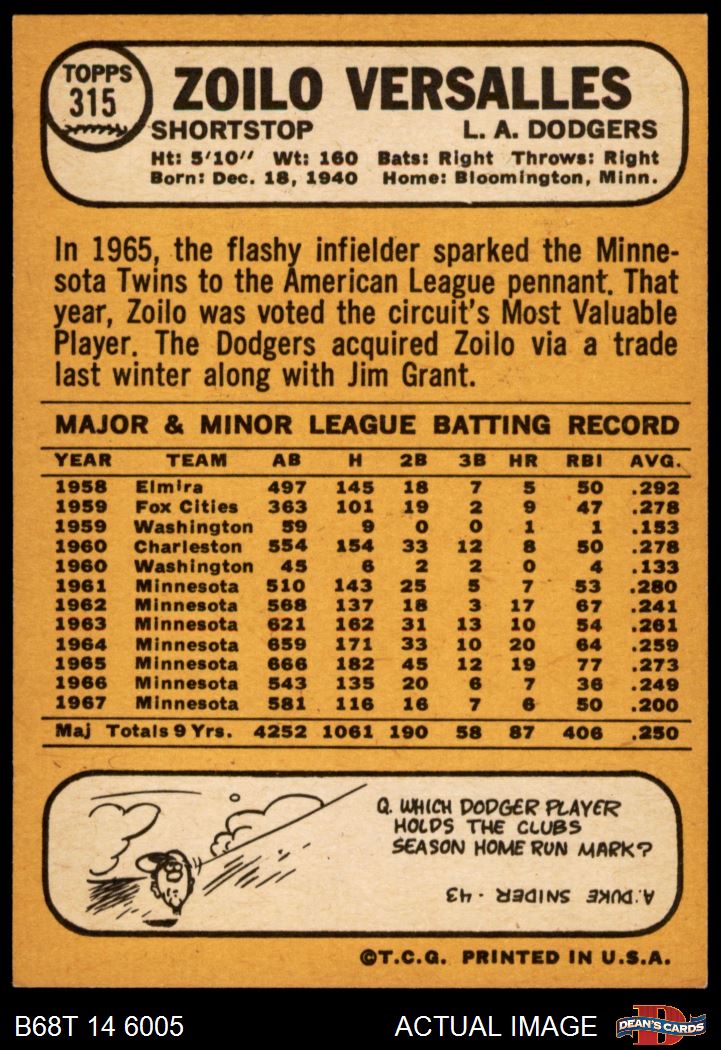 TOPPS
315
ZOILO VERSALLES
SHORTSTOP L. A. DODGERS
Ht: 5'10" Wt: 160 Bats: Right Throws: Right
Born: Dec. 18, 1940 Home: Bloomington, Minn.
In 1965, the flashy infielder sparked the Minne-
sota Twins to the American League pennant. That
year, Zoilo was voted the circuit's Most Valuable
Player. The Dodgers acquired Zoilo via a trade
last winter along with Jim Grant.
MAJOR & MINOR LEAGUE BATTING RECORD
YEAR TEAM AB H 2B 3B HR RBI AVG.
1958 Elmira 497 145 18 7 5 50 .292
1959 Fox Cities 363 101 19 2 9 47 .278
1959 Washington 59 9 0 0 1 1 .153
1960 Charleston 554 154 33 12 8 50 .278
1960 Washington 45 6 2 2 0 4 .133
1961 Minnesota 510 143 25 5 7 53 .280
1962 Minnesota 568 137 18 3 17 67 .241
1963 Minnesota 621 162 31 13 10 54 .261
1964 Minnesota 659 171 33 10 20 64 .259
1965 Minnesota 666 182 45 12 19 77 .273
1966 Minnesota 543 135 20 6 7 36 .249
1967 Minnesota 581 116 16 7 6 50 .200
Maj Totals 9 Yrs. 4252 1061 190 58 87 406 .250
Q. WHICH DODGER PLAYER
HOLDS THE CLUBS
SEASON HOME RUN MARK?
A. DUKE SNIDER - 43
©T.C.G. PRINTED IN U.S.A.
B68T 14 6005 ACTUAL IMAGE
D
DEAN'S CARDS